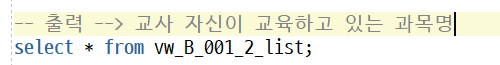 -- 출력 --> 교사 자신이 교육하고 있는 과목명
select * from vw_B_001_2_list;